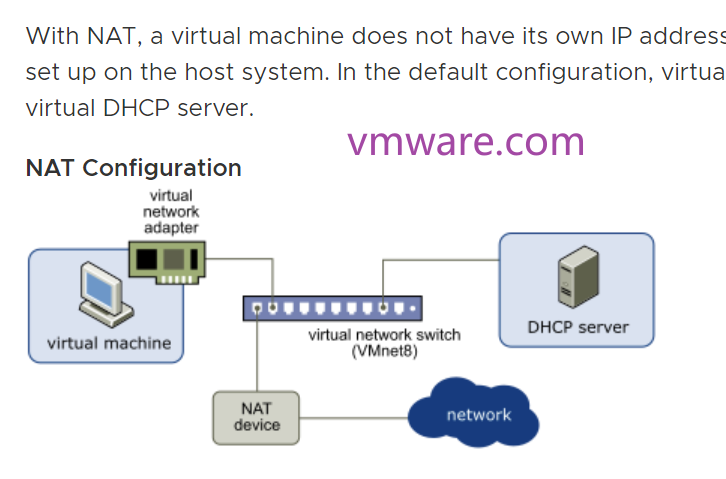 With NAT, a virtual machine does not have its own IP address
set up on the host system. In the default configuration, virtua
virtual DHCP server.
vmware.com
NAT Configuration
virtual
network
adapter
virtual machine
virtual network switch
(VMnet8)
DHCP server
NAT
device
network